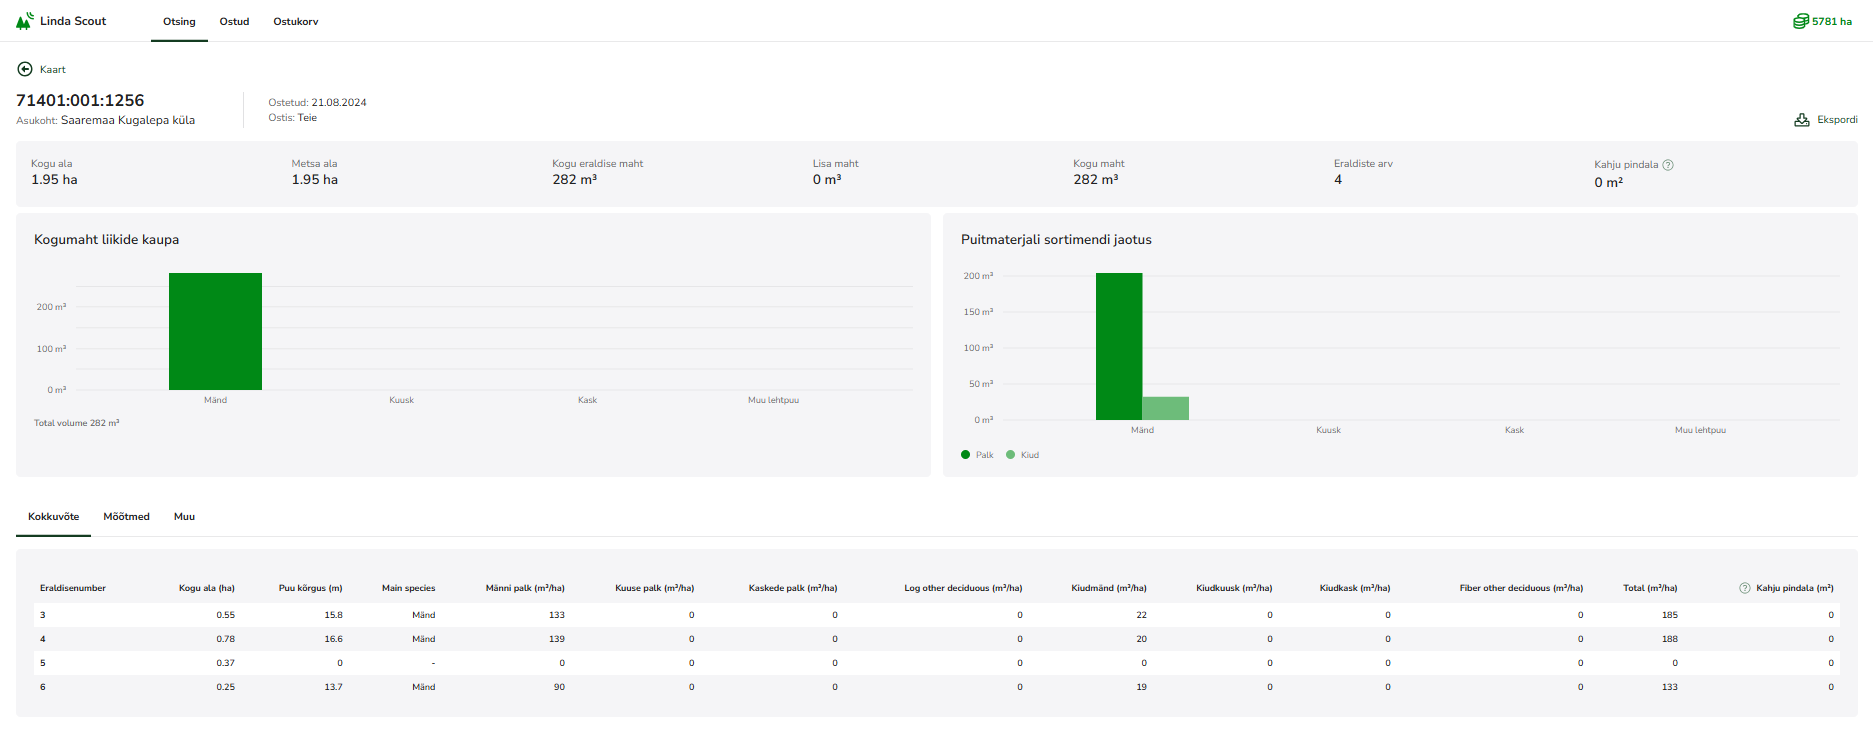 Linda Scout
Otsing
Ostud
Ostukorv
5781 ha
Kaart
71401:001:1256
Asukoht: Saaremaa Kugalepa küla
Ostetud: 21.08.2024
Ostis: Teie
Ekspordi
Kogu ala
1.95 ha
Metsa ala
1.95 ha
Kogu eraldise maht
282 m³
Lisa maht
0 m³
Kogu maht
282 m³
Eraldiste arv
4
Kahju pindala ?
0 m²
Kogumaht liikide kaupa
200 m³
100 m³
0 m³
Mänd Kuusk Kask Muu lehtpuu
Total volume 282 m³
Puitmaterjali sortimendi jaotus
200 m³
150 m³
100 m³
50 m³
0 m³
Mänd Kuusk Kask Muu lehtpuu
Palk Kiud
Kokkuvõte Mõõtmed Muu
Eraldisenumber Kogu ala (ha) Puu kõrgus (m) Main species Männi palk (m³/ha) Kuuse palk (m³/ha) Kaskede palk (m³/ha) Log other deciduous (m³/ha) Kiudmänd (m³/ha) Kiudkuusk (m³/ha) Kiudkask (m³/ha) Fiber other deciduous (m³/ha) Total (m³/ha) ? Kahju pindala (m²)
3 0.55 15.8 Mänd 133 0 0 0 22 0 0 0 185 0
4 0.78 16.6 Mänd 139 0 0 0 20 0 0 0 188 0
5 0.37 0 - 0 0 0 0 0 0 0 0 0 0
6 0.25 13.7 Mänd 90 0 0 0 19 0 0 0 133 0